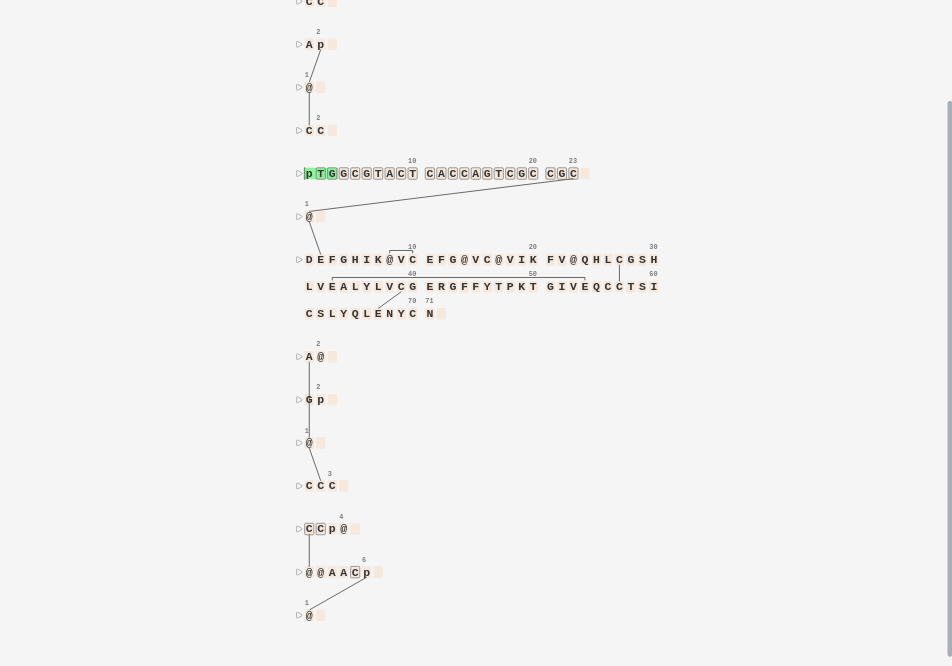 C C
2
A p
1
@
2
C C
10 20 23
p T G G C G T A C T C A C C A G T C G C C G C
1
@
10 20 30
D E F G H I K @ V C E F G @ V C @ V I K F V @ Q H L C G S H
40 50 60
L V E A L Y L V C G E R G F F Y T P K T G I V E Q C C T S I
70 71
C S L Y Q L E N Y C N
2
A @
2
G p
1
@
3
C C C
4
C C p @
6
@ @ A A C p
1
@